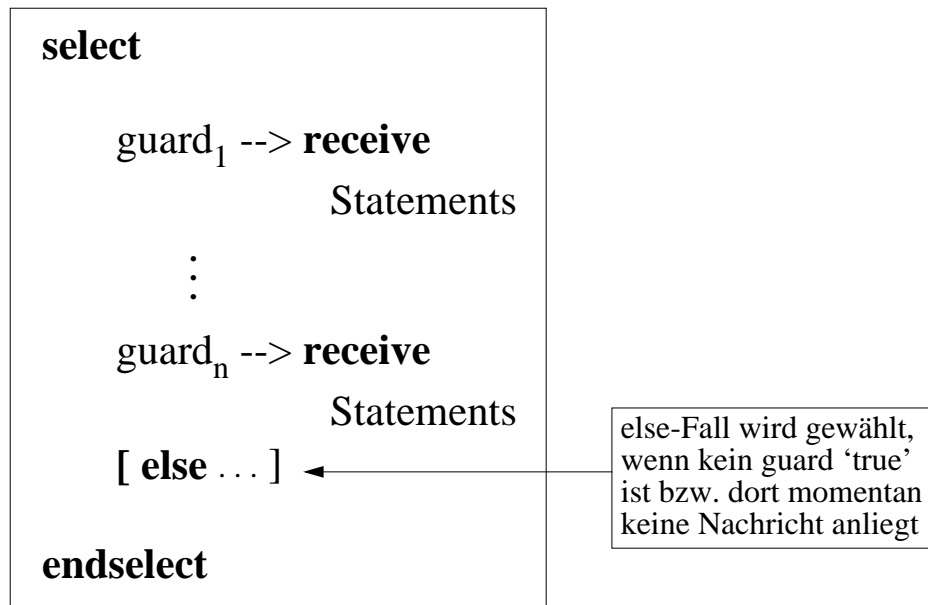 select
guard1 --> receive
Statements
⋮
guardn --> receive
Statements
[ else . . . ]
endselect
else-Fall wird gewählt,
wenn kein guard ‘true’
ist bzw. dort momentan
keine Nachricht anliegt